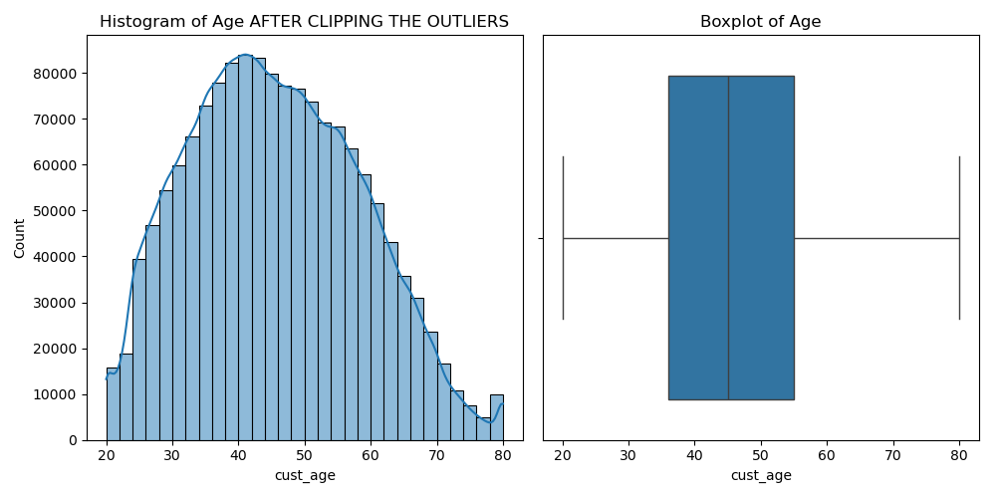 Histogram of Age AFTER CLIPPING THE OUTLIERS
Count
80000
70000
60000
50000
40000
30000
20000
10000
0
20 30 40 50 60 70 80
cust_age
Boxplot of Age
20 30 40 50 60 70 80
cust_age